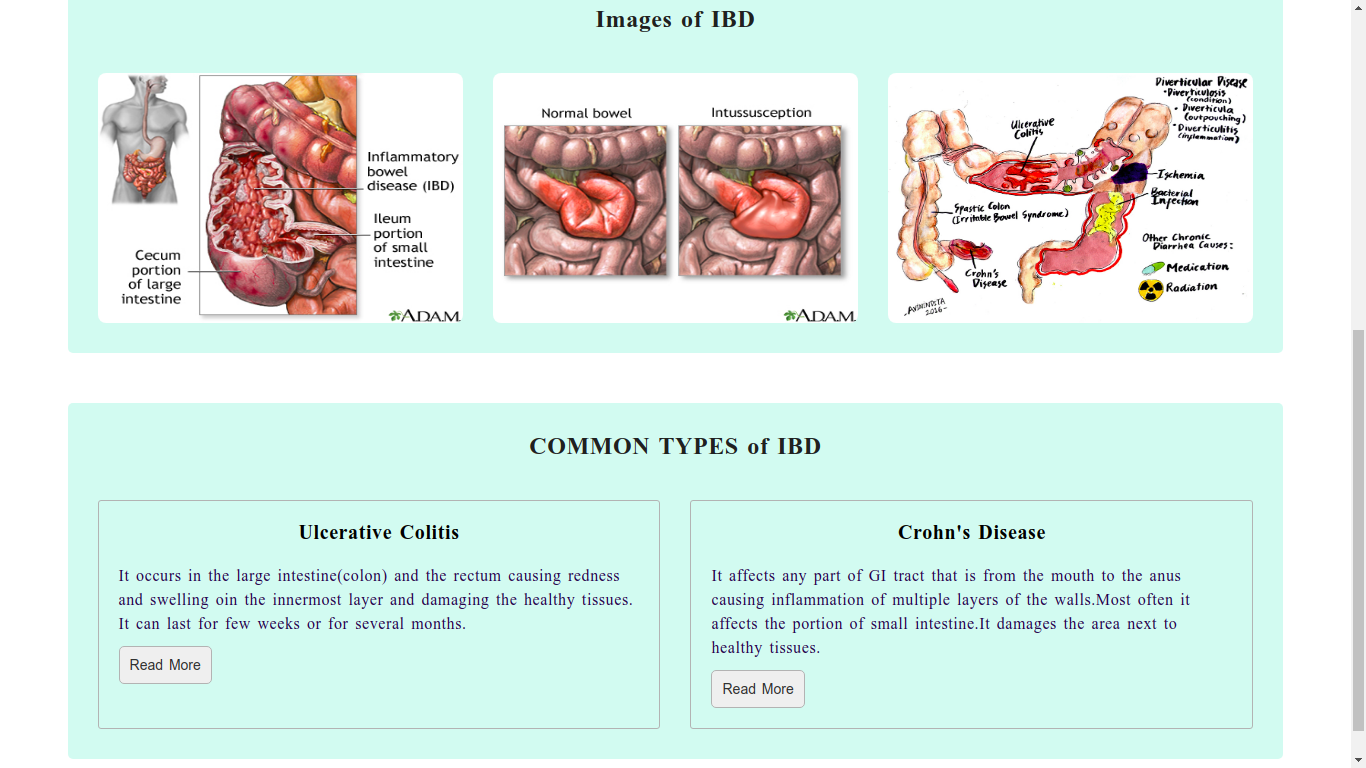 Images of IBD
Inflammatory
bowel
disease (IBD)
Ileum
portion
of small
intestine
Cecum
portion
of large
intestine
A.D.A.M.
Normal bowel
Intussusception
A.D.A.M.
Diverticular Disease
•Diverticulosis
(condition)
• Diverticula
(outpouching)
• Diverticulitis
(inflammation)
Ulcerative
Colitis
Ischemia
Bacterial
Infection
Spastic Colon
(Irritable Bowel Syndrome)
Other Chronic
Diarrhea Causes:
Crohn's
Disease
Medication
Radiation
2016-
COMMON TYPES of IBD
Ulcerative Colitis
It occurs in the large intestine(colon) and the rectum causing redness
and swelling oin the innermost layer and damaging the healthy tissues.
It can last for few weeks or for several months.
Read More
Crohn's Disease
It affects any part of GI tract that is from the mouth to the anus
causing inflammation of multiple layers of the walls.Most often it
affects the portion of small intestine.It damages the area next to
healthy tissues.
Read More